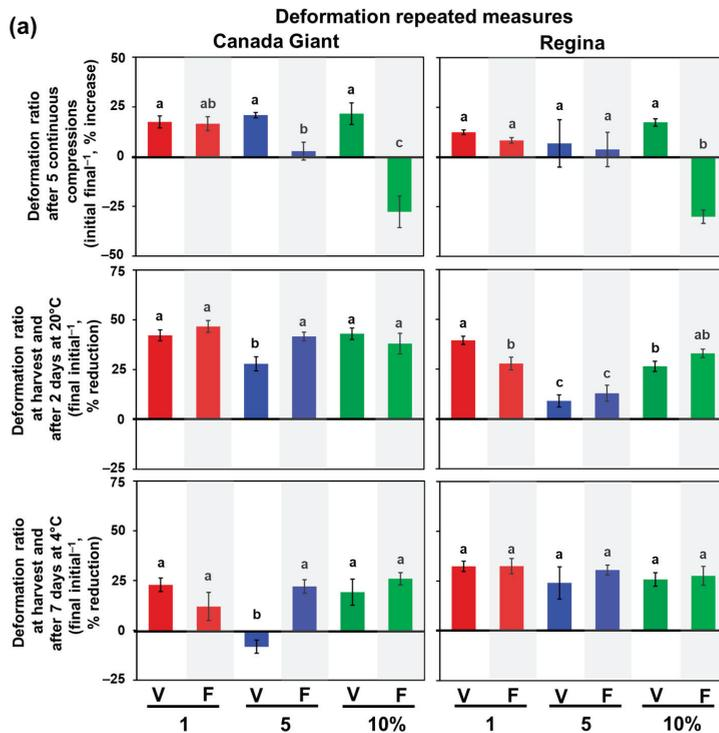 (a)
Deformation repeated measures
Canada Giant
Regina
Deformation ratio
after 5 continuous
compressions
(initial final⁻¹, % increase)
50
25
0
–25
–50
a
ab
a
b
a
c
a
a
a
a
a
b
Deformation ratio
at harvest and
after 2 days at 20°C
(final initial⁻¹,
% reduction)
75
50
25
0
–25
a
a
b
a
a
a
a
b
c
c
b
ab
Deformation ratio
at harvest and
after 7 days at 4°C
(final initial⁻¹,
% reduction)
75
50
25
0
–25
a
a
b
a
a
a
a
a
a
a
a
a
V F V F V F V F V F V F
1 5 10% 1 5 10%